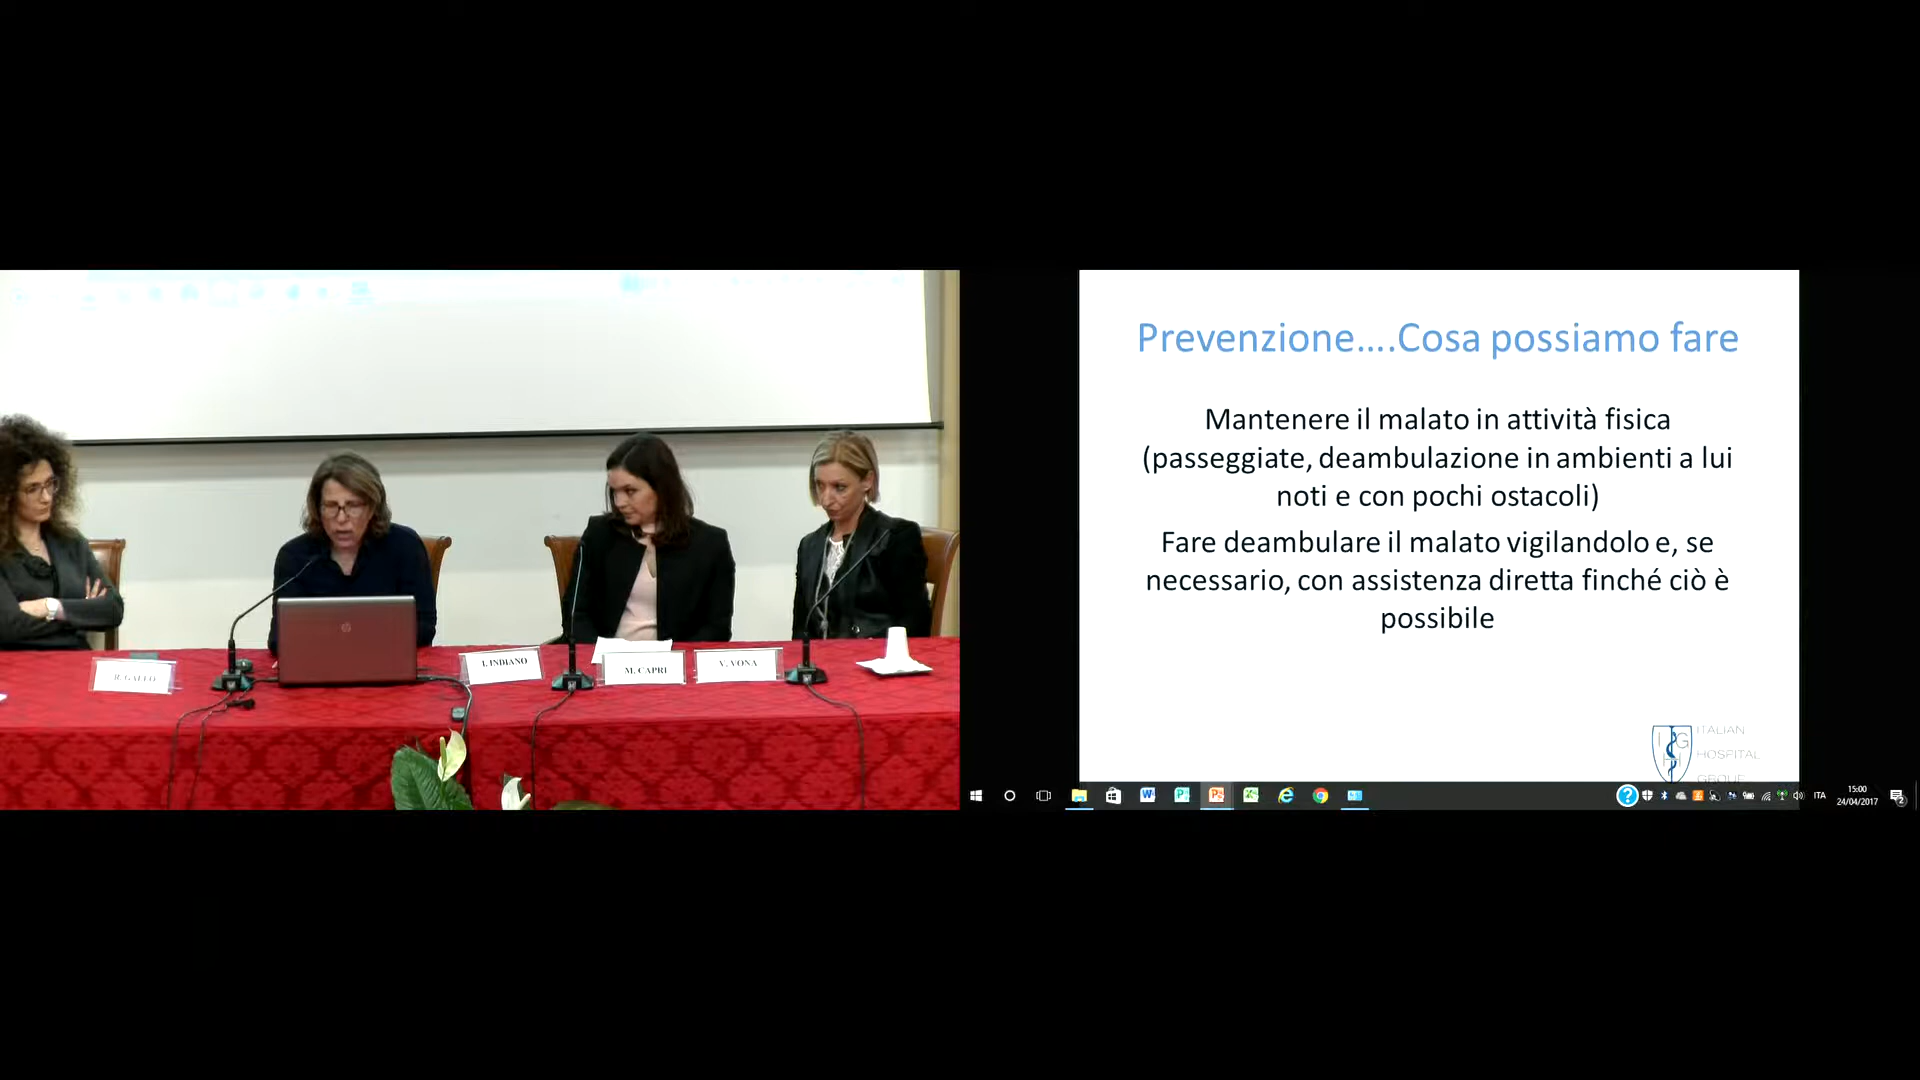 I. INDIANO
M. CAPRI
V. VONA
Prevenzione....Cosa possiamo fare
Mantenere il malato in attività fisica
(passeggiate, deambulazione in ambienti a lui
noti e con pochi ostacoli)
Fare deambulare il malato vigilandolo e, se
necessario, con assistenza diretta finché ciò è
possibile
I G
H
ITALIAN
HOSPITAL
GROUP
ITA
15:00
24/04/2017
2